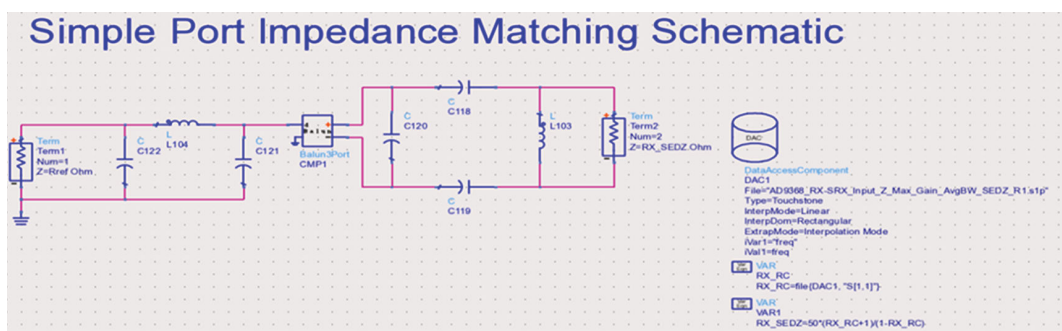 Simple Port Impedance Matching Schematic
C
C118
Term
Term1
Num=1
Z=Rref Ohm
C
C122
L
L104
C
C121
Balun3Port
CMP1
C
C120
C
C119
L
L103
Term
Term2
Num=2
Z=RX_SEDZ Ohm
DAC
DataAccessComponent
DAC1
File="AD9368_RX-SRX_Input_Z_Max_Gain_AvgBW_SEDZ_R1.s1p"
Type=Touchstone
InterpMode=Linear
InterpDom=Rectangular
ExtrapMode=Interpolation Mode
iVar1="freq"
iVal1=freq
VAR
RX_RC
RX_RC=file{DAC1, "S[1,1]"}
VAR
VAR1
RX_SEDZ=50*(RX_RC+1)/(1-RX_RC)